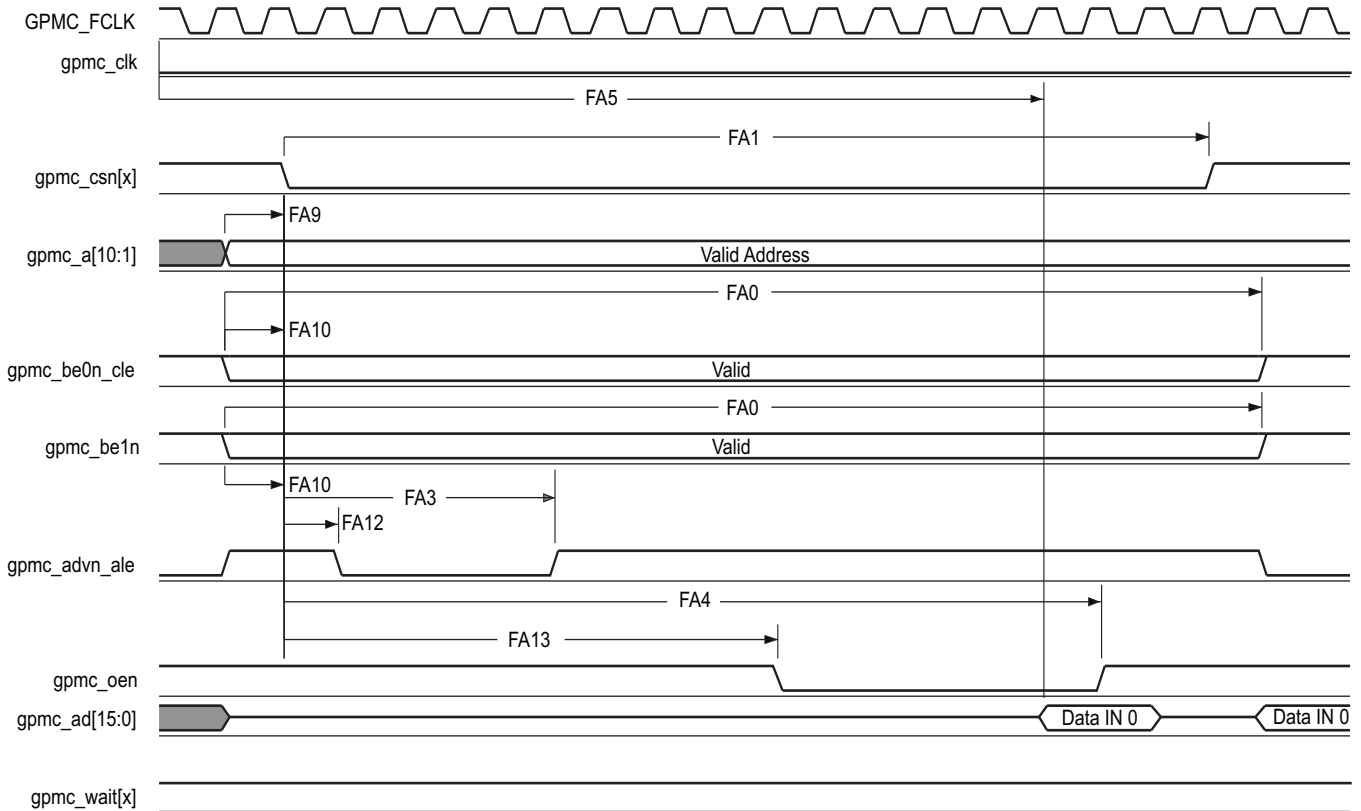 GPMC_FCLK
gpmc_clk
FA5
FA1
gpmc_csn[x]
FA9
gpmc_a[10:1]
Valid Address
FA0
FA10
gpmc_be0n_cle
Valid
FA0
gpmc_be1n
Valid
FA10
FA3
FA12
gpmc_advn_ale
FA4
FA13
gpmc_oen
gpmc_ad[15:0]
Data IN 0
Data IN 0
gpmc_wait[x]